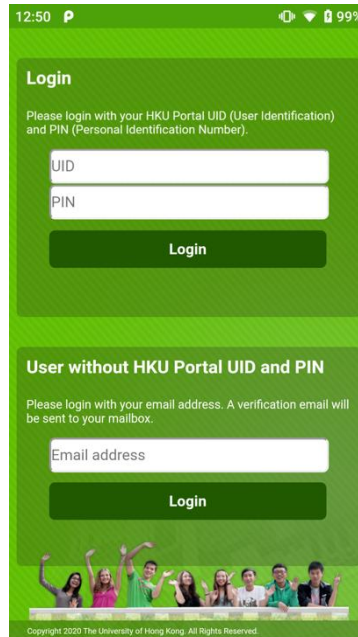 12:50 99%
Login
Please login with your HKU Portal UID (User Identification)
and PIN (Personal Identification Number).
UID
PIN
Login
User without HKU Portal UID and PIN
Please login with your email address. A verification email will
be sent to your mailbox.
Email address
Login
Copyright 2020 The University of Hong Kong. All Rights Reserved.